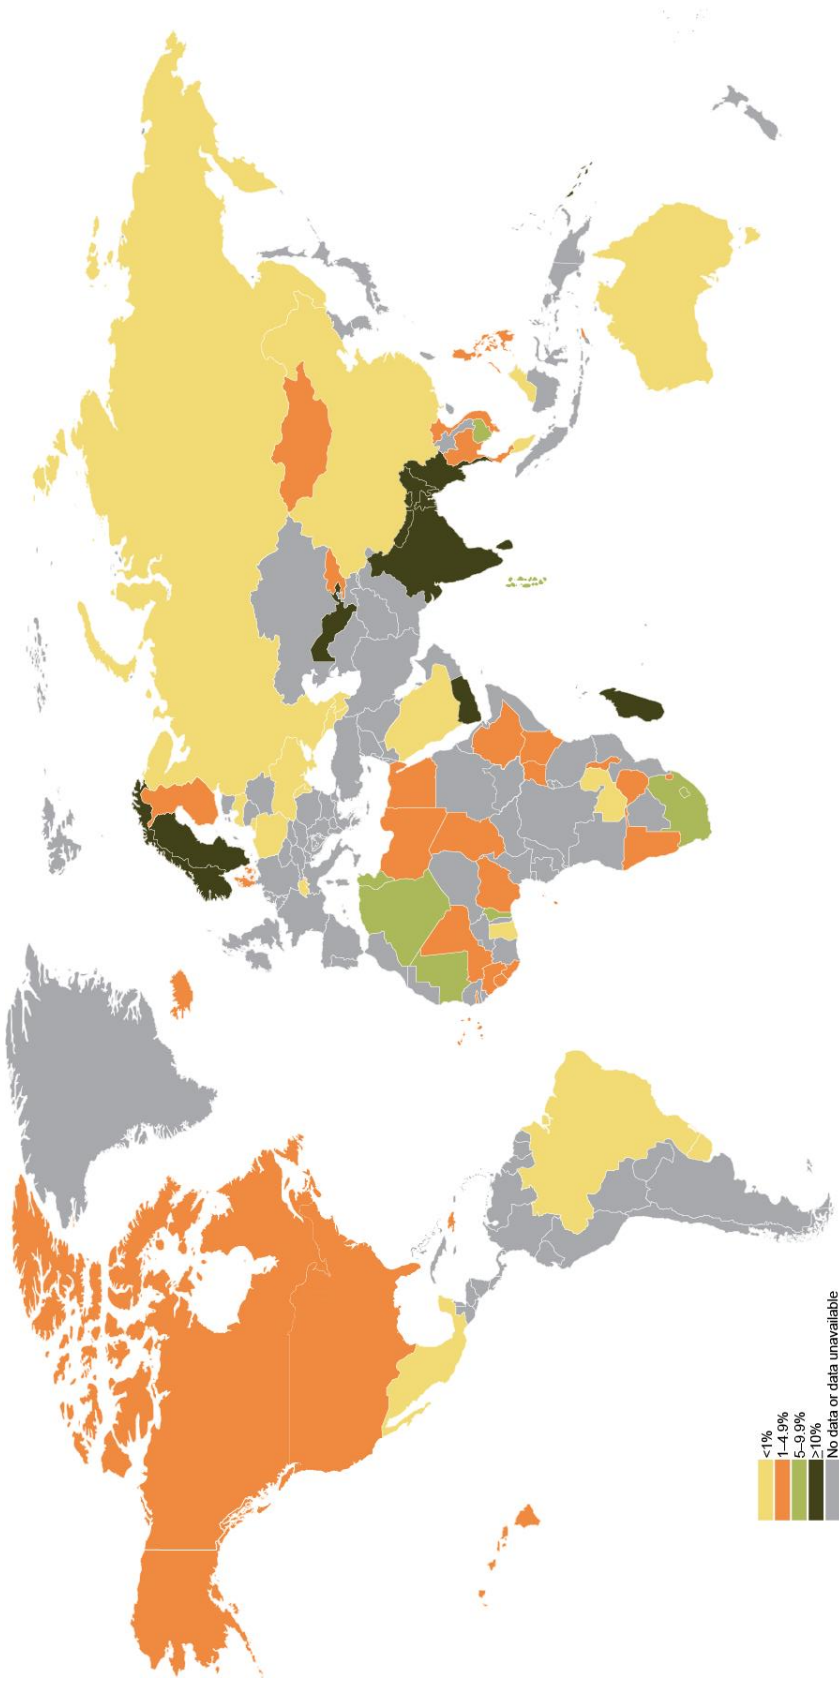 <1%
1–4.9%
5–9.9%
≥10%
No data or data unavailable